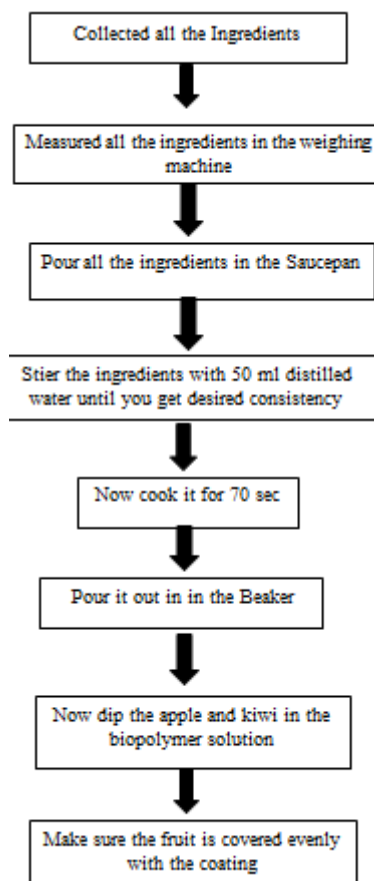 Collected all the Ingredients
Measured all the ingredients in the weighing
machine
Pour all the ingredients in the Saucepan
Stier the ingredients with 50 ml distilled
water until you get desired consistency
Now cook it for 70 sec
Pour it out in in the Beaker
Now dip the apple and kiwi in the
biopolymer solution
Make sure the fruit is covered evenly
with the coating